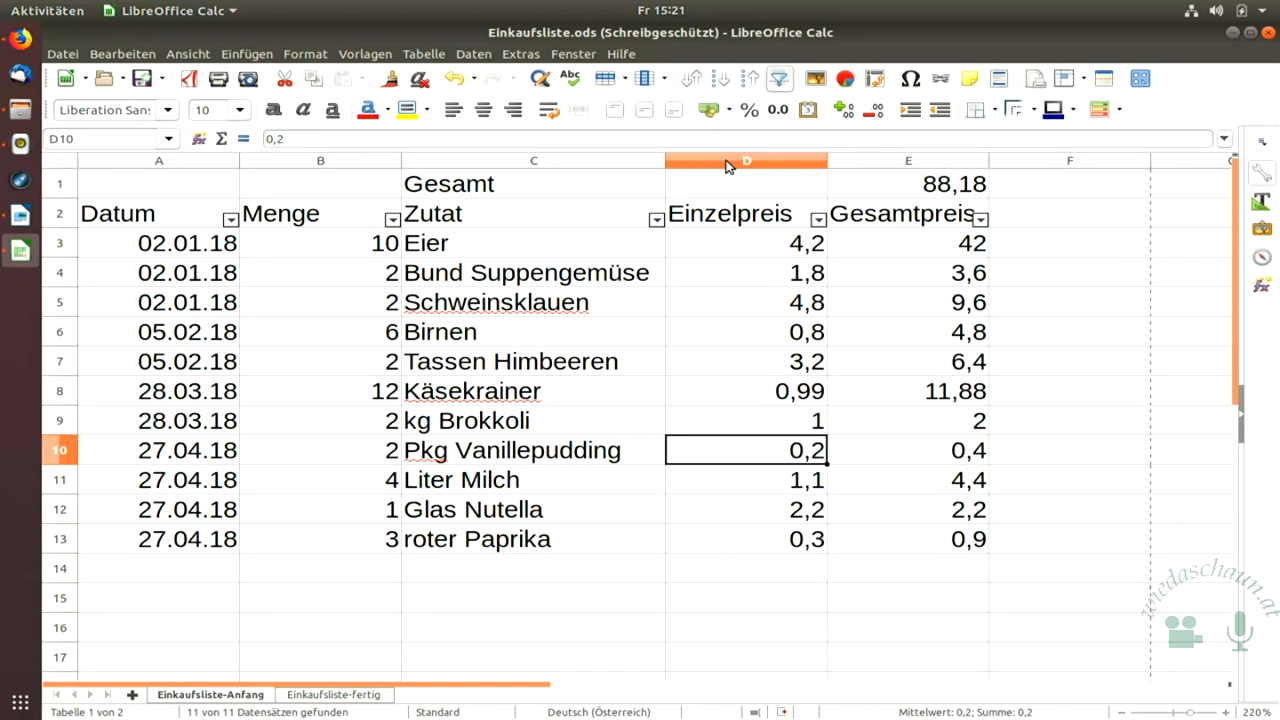 Aktivitäten LibreOffice Calc Fr 15:21
Einkaufsliste.ods (Schreibgeschützt) - LibreOffice Calc
Datei Bearbeiten Ansicht Einfügen Format Vorlagen Tabelle Daten Extras Fenster Hilfe
Liberation Sans 10 a a a % 0.0
D10 0,2
A B C D E F
1 Gesamt 88,18
2 Datum Menge Zutat Einzelpreis Gesamtpreis
3 02.01.18 10 Eier 4,2 42
4 02.01.18 2 Bund Suppengemüse 1,8 3,6
5 02.01.18 2 Schweinsklauen 4,8 9,6
6 05.02.18 6 Birnen 0,8 4,8
7 05.02.18 2 Tassen Himbeeren 3,2 6,4
8 28.03.18 12 Käsekrainer 0,99 11,88
9 28.03.18 2 kg Brokkoli 1 2
10 27.04.18 2 Pkg Vanillepudding 0,2 0,4
11 27.04.18 4 Liter Milch 1,1 4,4
12 27.04.18 1 Glas Nutella 2,2 2,2
13 27.04.18 3 roter Paprika 0,3 0,9
14
15
16
17
wiedaschaun.at
Einkaufsliste-Anfang Einkaufsliste-fertig
Tabelle 1 von 2 11 von 11 Datensätzen gefunden Standard Deutsch (Österreich) Mittelwert: 0,2; Summe: 0,2 220%